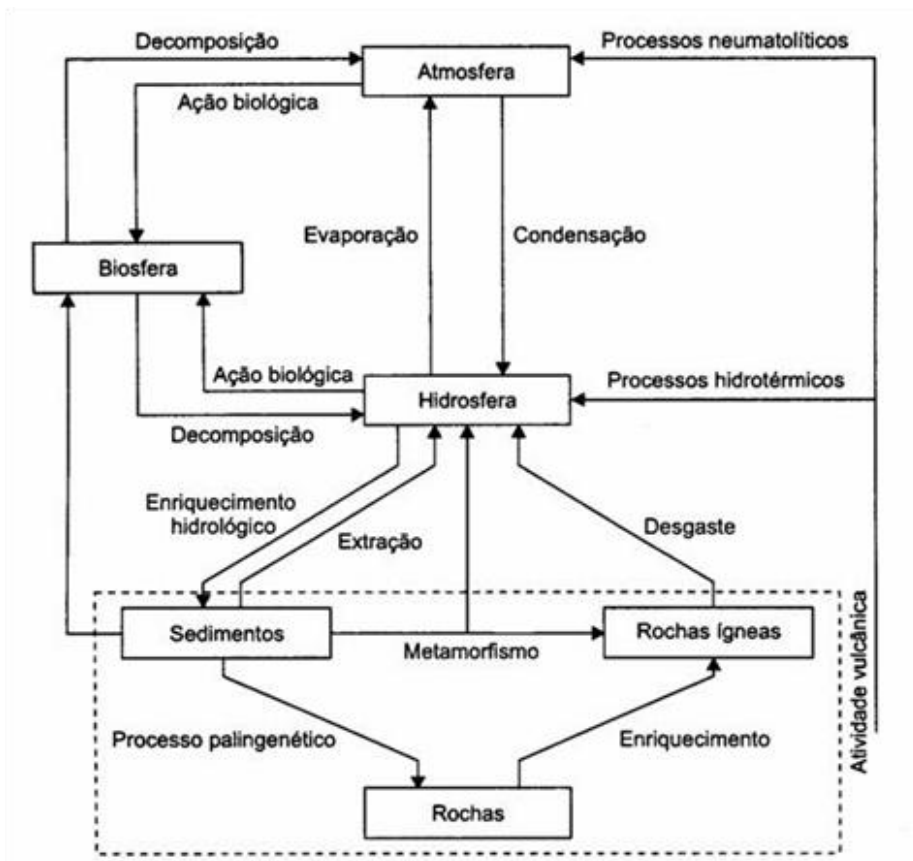 Decomposição
Processos neumatolíticos
Atmosfera
Ação biológica
Evaporação
Condensação
Biosfera
Ação biológica
Processos hidrotérmicos
Hidrosfera
Decomposição
Enriquecimento
hidrológico
Extração
Desgaste
Sedimentos
Rochas ígneas
Metamorfismo
Atividade vulcânica
Processo palingenético
Enriquecimento
Rochas